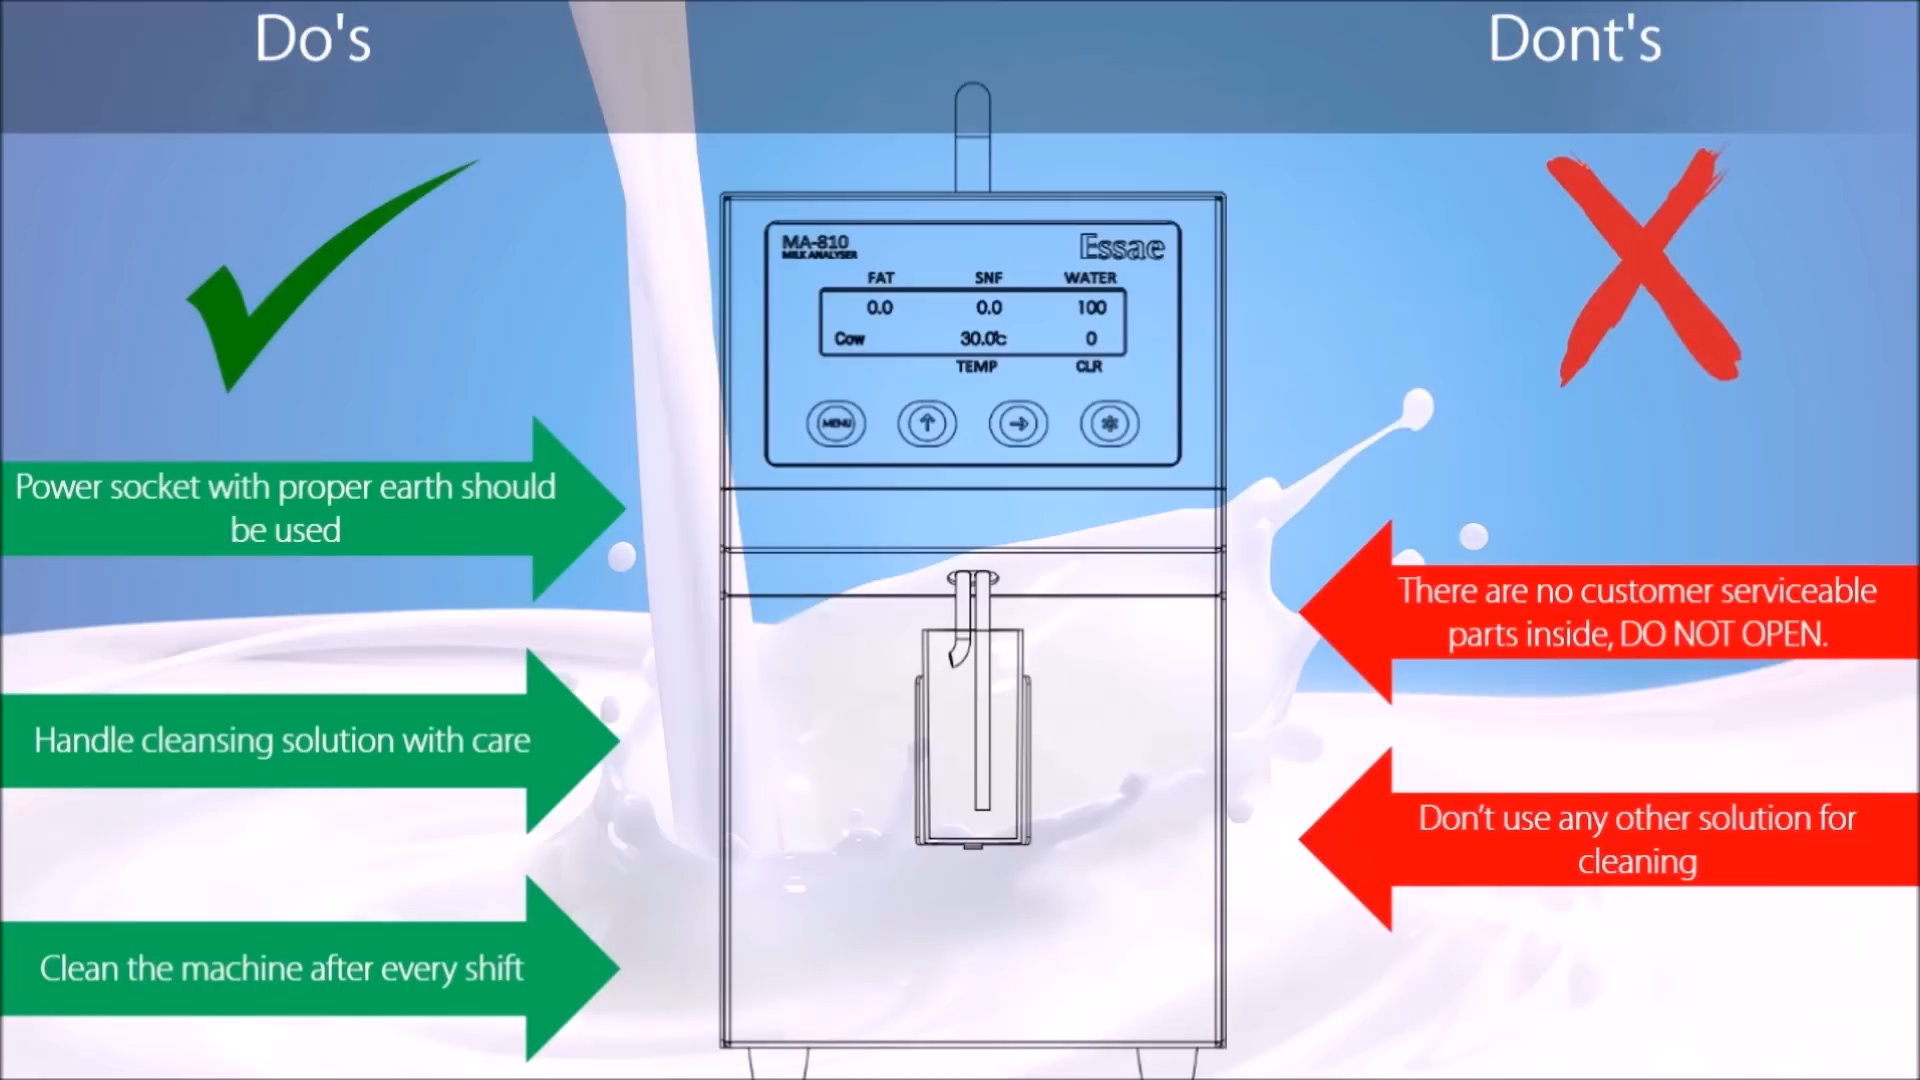 Do's
Dont's
MA-810
MILK ANALYSER
Essae
FAT SNF WATER
0.0 0.0 100
Cow 30.0°c 0
TEMP CLR
MENU
Power socket with proper earth should
be used
Handle cleansing solution with care
Clean the machine after every shift
There are no customer serviceable
parts inside, DO NOT OPEN.
Don’t use any other solution for
cleaning